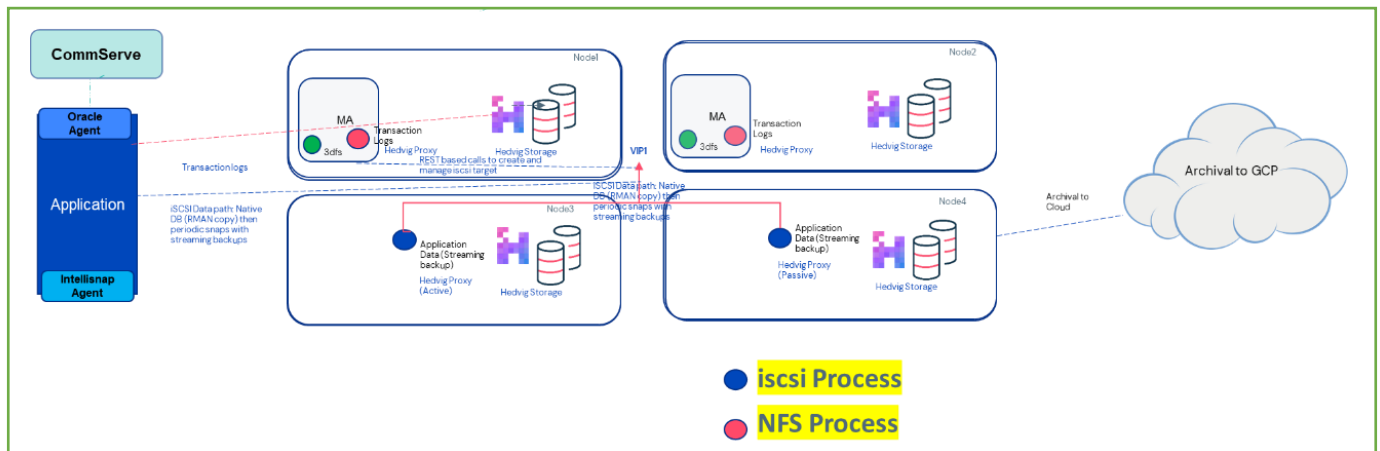 CommServe
Oracle
Agent
Application
Intellisnap
Agent
Transaction logs
iSCSI Data path: Native
DB (RMAN copy) then
periodic snaps with
streaming backups
Node1
MA
3dfs
Transaction
Logs
Hedvig Proxy
REST based calls to create and
manage iscsi target
Hedvig Storage
VIP1
iSCSI Data path: Native
DB (RMAN copy) then
periodic snaps with
streaming backups
Node2
MA
3dfs
Transaction
Logs
Hedvig Proxy
Hedvig Storage
Node3
Application
Data (Streaming
backup)
Hedvig Proxy
(Active)
Hedvig Storage
Node4
Application
Data (Streaming
backup)
Hedvig Proxy
(Passive)
Hedvig Storage
Archival to
Cloud
Archival to GCP
iscsi Process
NFS Process